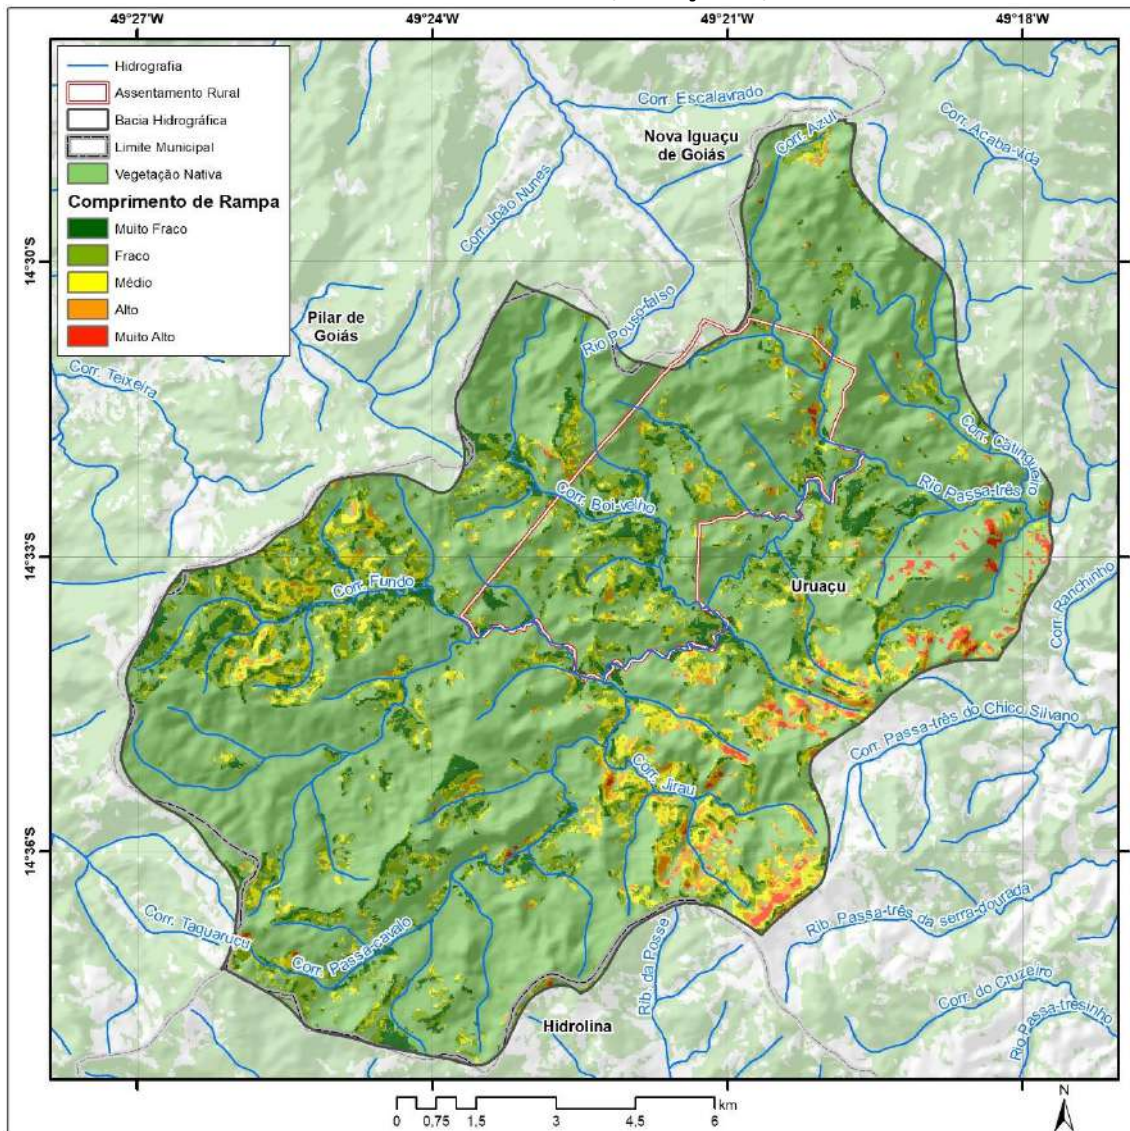 49°27'W
49°24'W
49°21'W
49°18'W
Hidrografia
Assentamento Rural
Bacia Hidrográfica
Limite Municipal
Vegetação Nativa
Comprimento de Rampa
Muito Fraco
Fraco
Médio
Alto
Muito Alto
Corr. Escalavrado
Nova Iguaçu
de Goiás
Corr. Azul
Corr. Acaba-vida
Corr. João Nunes
14°30'S
Rio Pouso-falso
Pilar de
Goiás
Corr. Teixeira
Corr. Catingueiro
Rio Passa-três
Corr. Boi-velho
14°33'S
Corr. Fundo
Uruaçu
Corr. Ranchinho
Corr. Passa-três do Chico Silvano
Corr. Jirau
14°36'S
Corr. Taquaruçu
Corr. Passa-cavalo
Rib. da Posse
Rib. Passa-três da serra-dourada
Corr. do Cruzeiro
Rio Passa-tresinho
Hidrolina
km
0 0,75 1,5 3 4,5 6
N